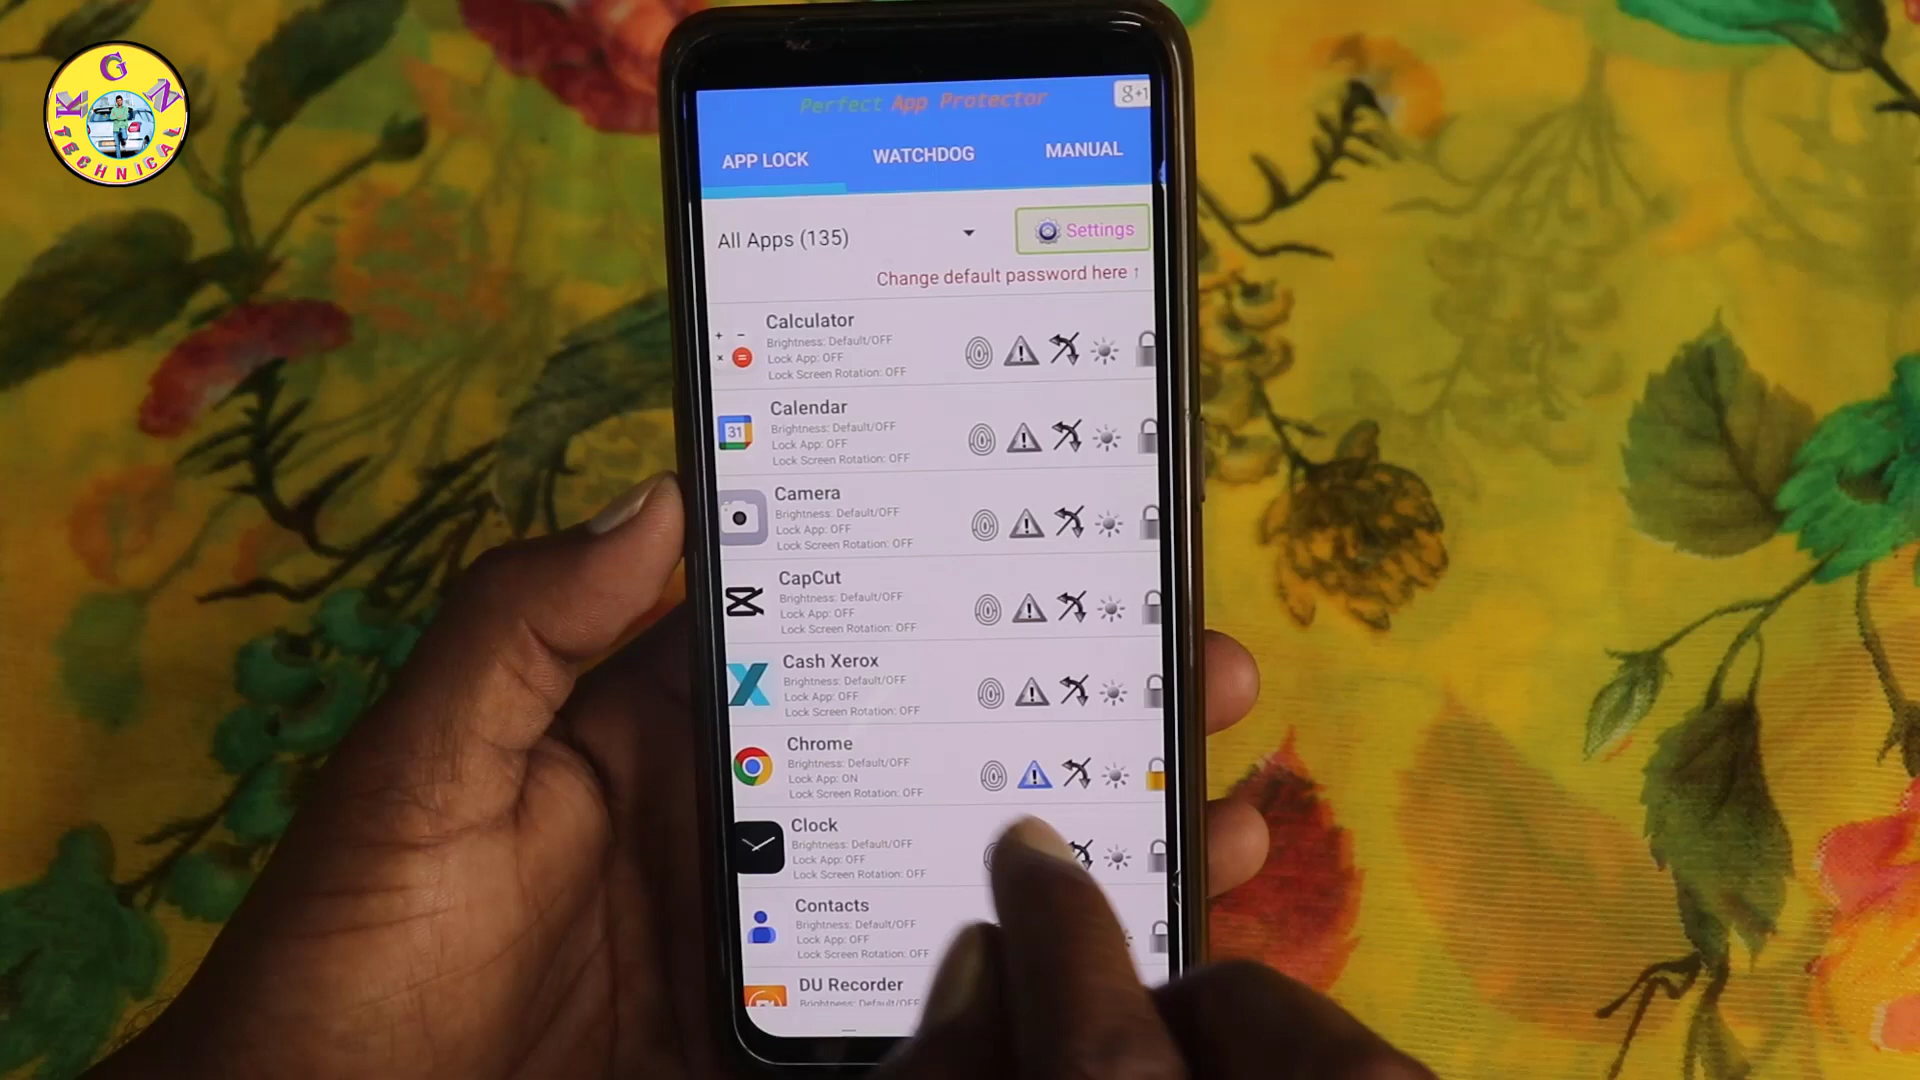 KGN
TECHNICAL
Perfect App Protector
g+1
APP LOCK
WATCHDOG
MANUAL
All Apps (135)
Settings
Change default password here ↑
Calculator
Brightness: Default/OFF
Lock App: OFF
Lock Screen Rotation: OFF
31
Calendar
Brightness: Default/OFF
Lock App: OFF
Lock Screen Rotation: OFF
Camera
Brightness: Default/OFF
Lock App: OFF
Lock Screen Rotation: OFF
CapCut
Brightness: Default/OFF
Lock App: OFF
Lock Screen Rotation: OFF
Cash Xerox
Brightness: Default/OFF
Lock App: OFF
Lock Screen Rotation: OFF
Chrome
Brightness: Default/OFF
Lock App: ON
Lock Screen Rotation: OFF
Clock
Brightness: Default/OFF
Lock App: OFF
Lock Screen Rotation: OFF
Contacts
Brightness: Default/OFF
Lock App: OFF
Lock Screen Rotation: OFF
DU Recorder
Brightness: Default/OFF